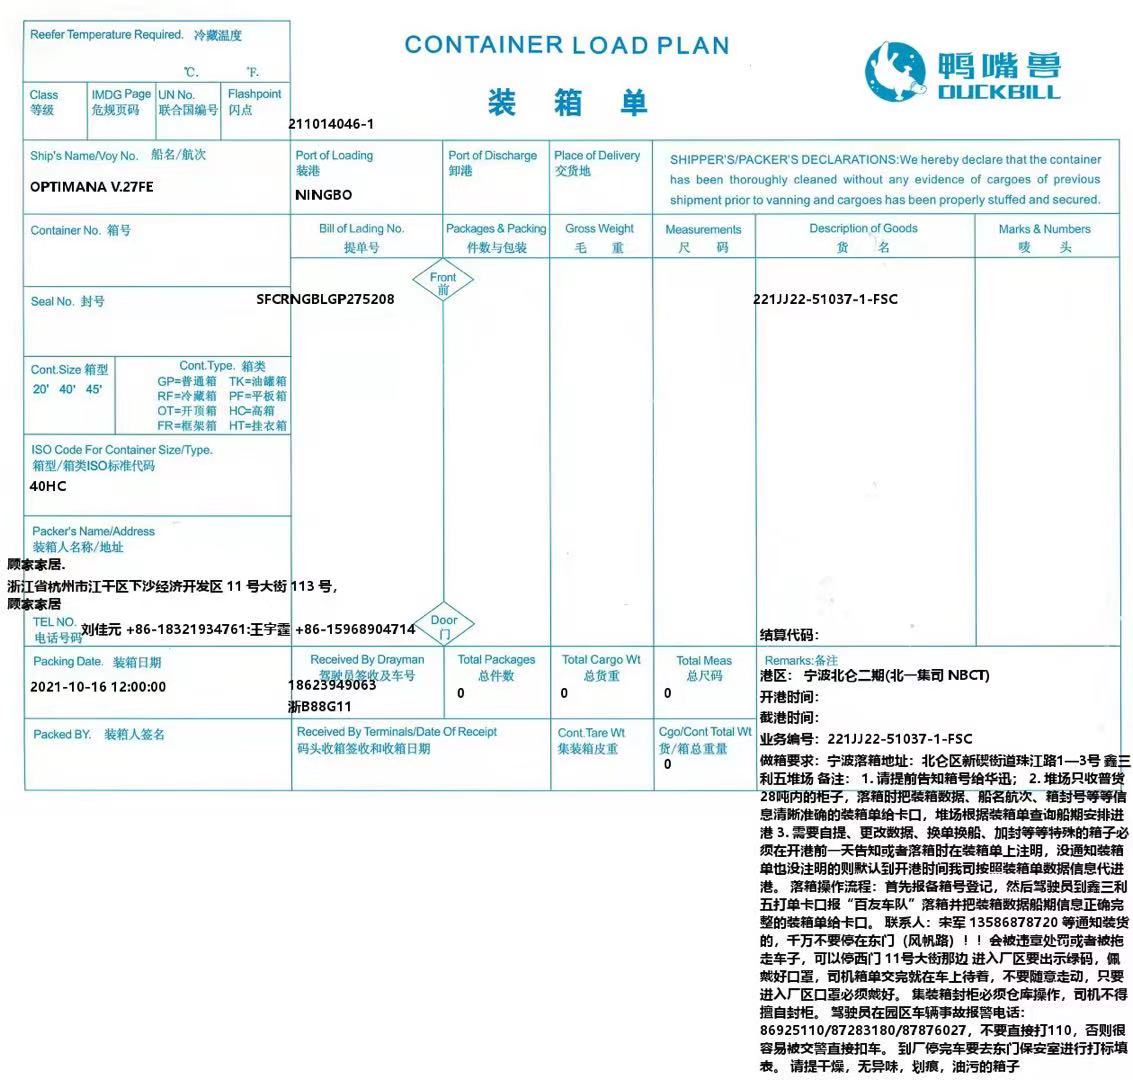 Reefer Temperature Required. 冷藏温度
℃. ℉.
CONTAINER LOAD PLAN
装 箱 单
鸭嘴兽
DUCKBILL
Class 等级
IMDG Page 危规页码
UN No. 联合国编号
Flashpoint 闪点
211014046-1
Ship's Name/Voy No. 船名/航次
OPTIMANA V.27FE
Port of Loading
装港
NINGBO
Port of Discharge
卸港
Place of Delivery
交货地
SHIPPER'S/PACKER'S DECLARATIONS:We hereby declare that the container
has been thoroughly cleaned without any evidence of cargoes of previous
shipment prior to vanning and cargoes has been properly stuffed and secured.
Container No. 箱号
Bill of Lading No.
提单号
Packages & Packing
件数与包装
Gross Weight
毛 重
Measurements
尺 码
Description of Goods
货 名
Marks & Numbers
唛 头
Front
前
Seal No. 封号
SFCRNGBLGP275208
221JJ22-51037-1-FSC
Cont.Size 箱型
20' 40' 45'
Cont.Type. 箱类
GP=普通箱 TK=油罐箱
RF=冷藏箱 PF=平板箱
OT=开顶箱 HC=高箱
FR=框架箱 HT=挂衣箱
ISO Code For Container Size/Type.
箱型/箱类ISO标准代码
40HC
Packer's Name/Address
装箱人名称/地址
顾家家居.
浙江省杭州市江干区下沙经济开发区 11 号大街 113 号,
顾家家居
TEL NO.
电话号码
刘佳元 +86-18321934761:王宇霆 +86-15968904714
Door
门
结算代码:
Packing Date. 装箱日期
2021-10-16 12:00:00
Received By Drayman
驾驶员签收及车号
18623949063
浙B88G11
Total Packages
总件数
0
Total Cargo Wt
总货重
0
Total Meas
总尺码
0
Remarks:备注
港区: 宁波北仑二期(北一集司 NBCT)
开港时间:
截港时间:
业务编号: 221JJ22-51037-1-FSC
Packed BY. 装箱人签名
Received By Terminals/Date Of Receipt
码头收箱签收和收箱日期
Cont.Tare Wt
集装箱皮重
Cgo/Cont Total Wt
货/箱总重量
0
做箱要求: 宁波落箱地址: 北仑区新碶街道珠江路1—3号 鑫三
利五堆场 备注: 1. 请提前告知箱号给华迅; 2. 堆场只收普货
28吨内的柜子, 落箱时把装箱数据、船名航次、箱封号等等信
息清晰准确的装箱单给卡口, 堆场根据装箱单查询船期安排进
港 3. 需要自提、更改数据、换单换船、加封等等特殊的箱子必
须在开港前一天告知或者落箱时在装箱单上注明, 没通知装箱
单也没注明的则默认到开港时间我司按照装箱单数据信息代进
港。 落箱操作流程: 首先报备箱号登记, 然后驾驶员到鑫三利
五打单卡口报“百友车队”落箱并把装箱数据船期信息正确完
整的装箱单给卡口。 联系人: 宋军 13586878720 等通知装货
的, 千万不要停在东门 (风帆路) ! ! 会被违章处罚或者被拖
走车子, 可以停西门 11号大街那边 进入厂区要出示绿码, 佩
戴好口罩, 司机箱单交完就在车上待着, 不要随意走动, 只要
进入厂区口罩必须戴好。 集装箱封柜必须仓库操作, 司机不得
擅自封柜。 驾驶员在园区车辆事故报警电话:
86925110/87283180/87876027, 不要直接打110, 否则很
容易被交警直接扣车。 到厂停完车要去东门保安室进行打标填
表。 请提干燥, 无异味, 划痕, 油污的箱子